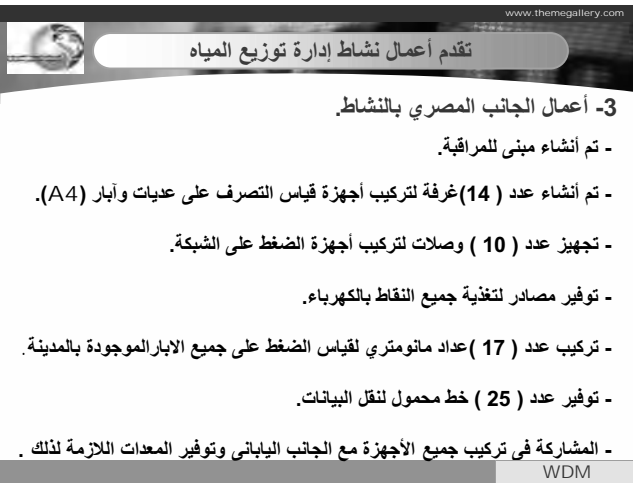 www.themegallery.com
تقدم أعمال نشاط إدارة توزيع المياه
3- أعمال الجانب المصري بالنشاط.
- تم أنشاء مبنى للمراقبة.
- تم أنشاء عدد ( 14)غرفة لتركيب أجهزة قياس التصرف على عديات وآبار (A4).
- تجهيز عدد ( 10 ) وصلات لتركيب أجهزة الضغط على الشبكة.
- توفير مصادر لتغذية جميع النقاط بالكهرباء.
- تركيب عدد ( 17 )عداد مانومتري لقياس الضغط على جميع الابارالموجودة بالمدينة.
- توفير عدد ( 25 ) خط محمول لنقل البيانات.
- المشاركة في تركيب جميع الأجهزة مع الجانب الياباني وتوفير المعدات اللازمة لذلك .
WDM